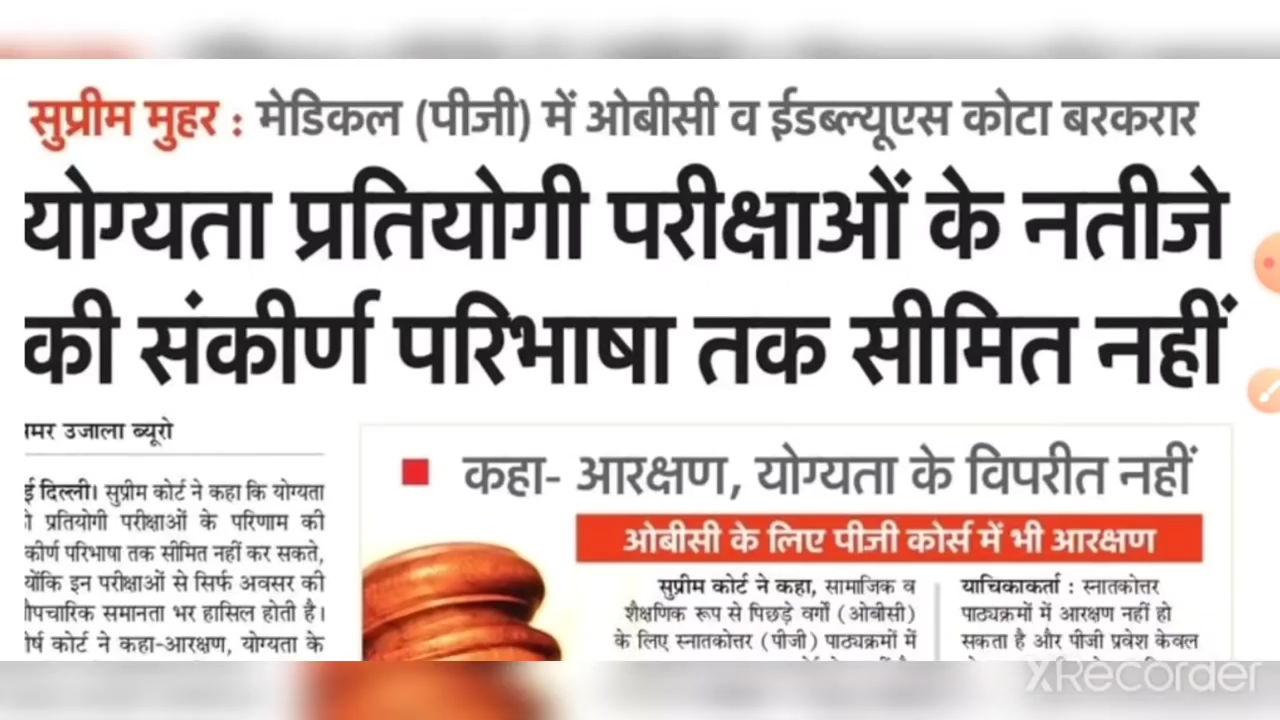 सुप्रीम मुहर : मेडिकल (पीजी) में ओबीसी व ईडब्ल्यूएस कोटा बरकरार
योग्यता प्रतियोगी परीक्षाओं के नतीजे
की संकीर्ण परिभाषा तक सीमित नहीं
उजाला ब्यूरो
दिल्ली। सुप्रीम कोर्ट ने कहा कि योग्यता
प्रतियोगी परीक्षाओं के परिणाम की
परिभाषा तक सीमित नहीं कर सकते,
इन परीक्षाओं से सिर्फ अवसर की
समानता भर हासिल होती है।
कोर्ट ने कहा-आरक्षण, योग्यता के
कहा- आरक्षण, योग्यता के विपरीत नहीं
ओबीसी के लिए पीजी कोर्स में भी आरक्षण
सुप्रीम कोर्ट ने कहा, सामाजिक व
शैक्षणिक रूप से पिछड़े वर्गों (ओबीसी)
के लिए स्नातकोत्तर (पीजी) पाठ्यक्रमों में
याचिकाकर्ता : स्नातकोत्तर
पाठ्यक्रमों में आरक्षण नहीं हो
सकता है और पीजी प्रवेश केवल
XRecorder